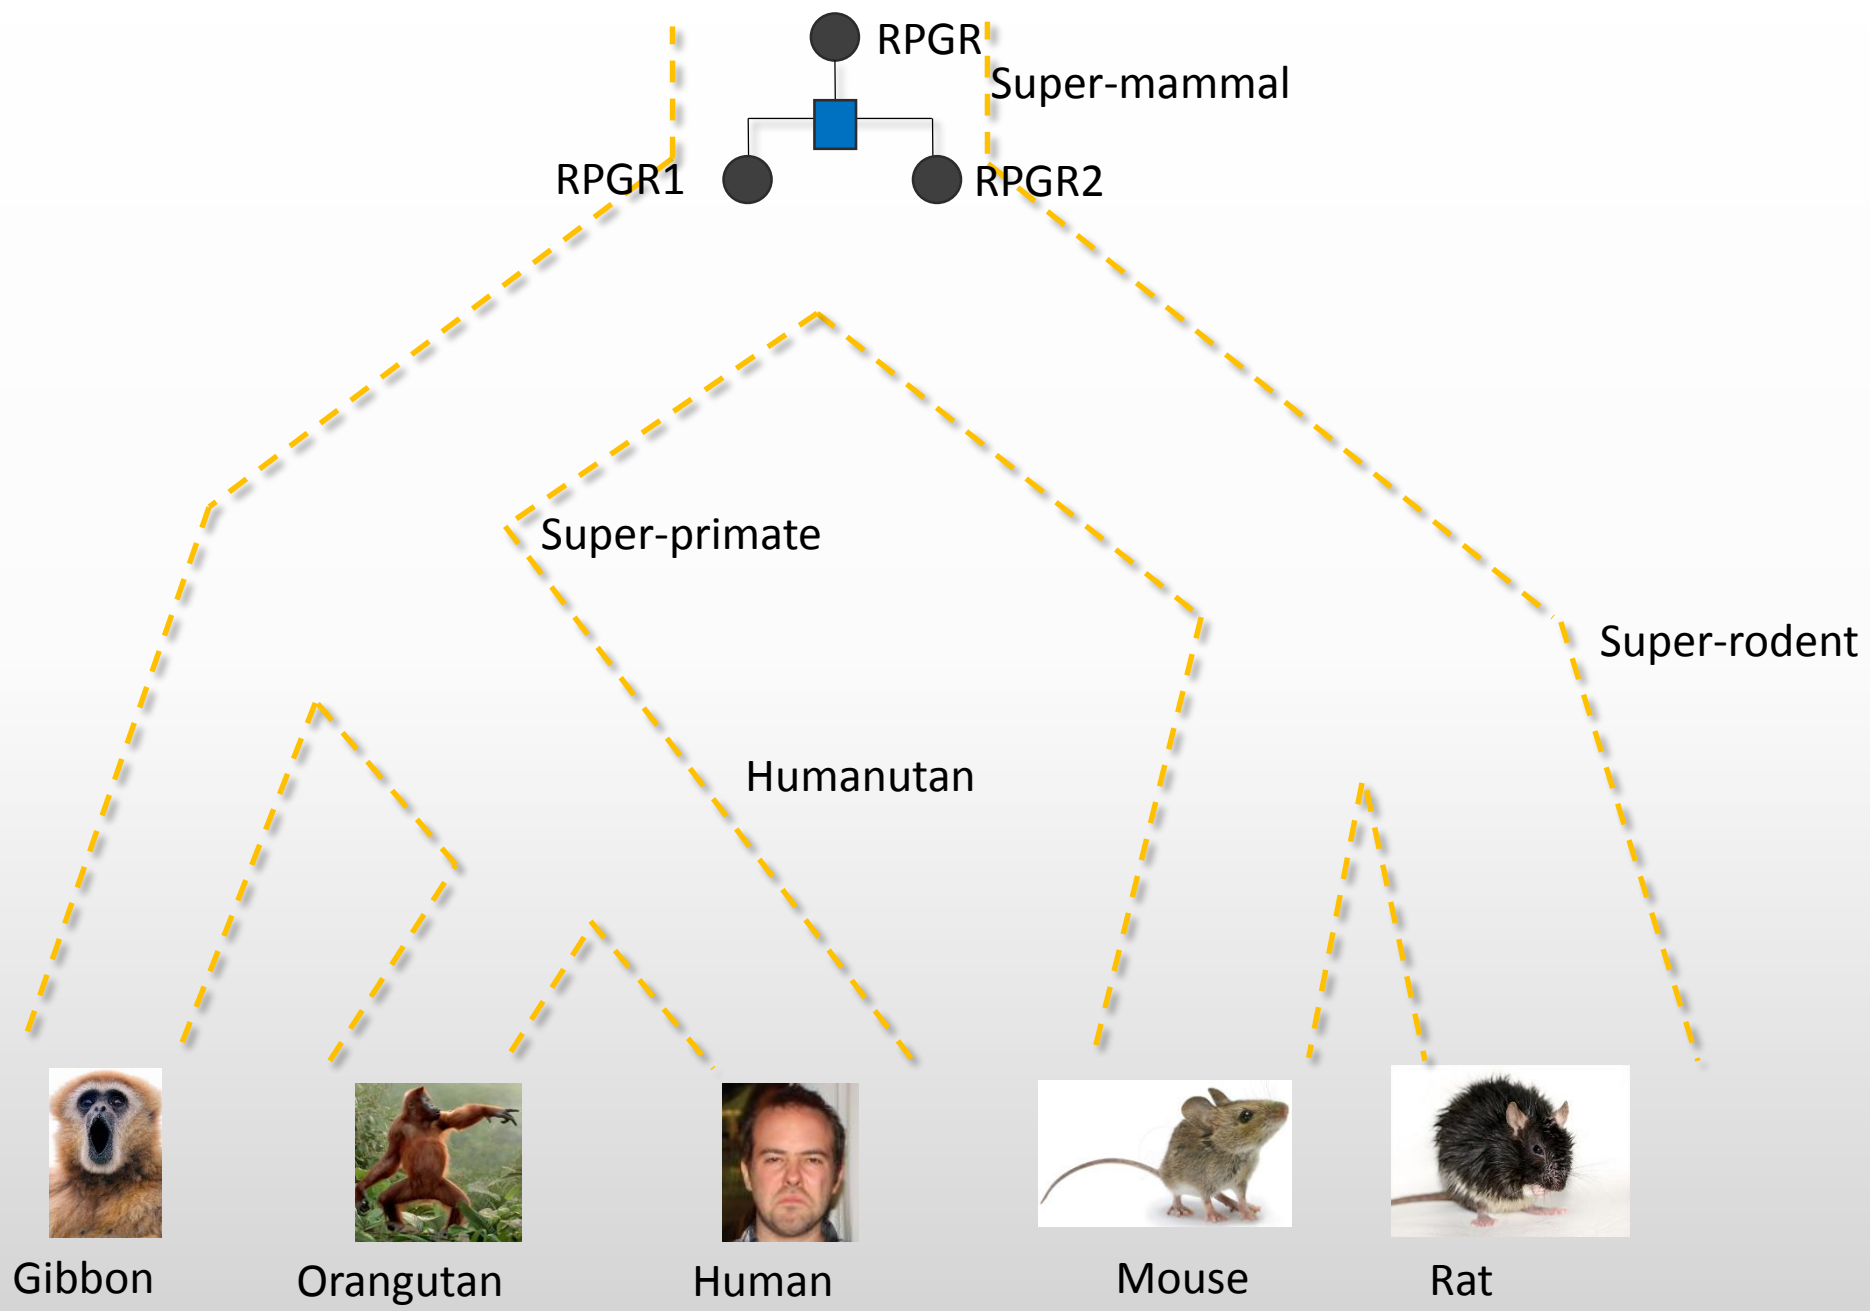 RPGR
Super-mammal
RPGR1
RPGR2
Super-primate
Super-rodent
Humanutan
Gibbon
Orangutan
Human
Mouse
Rat